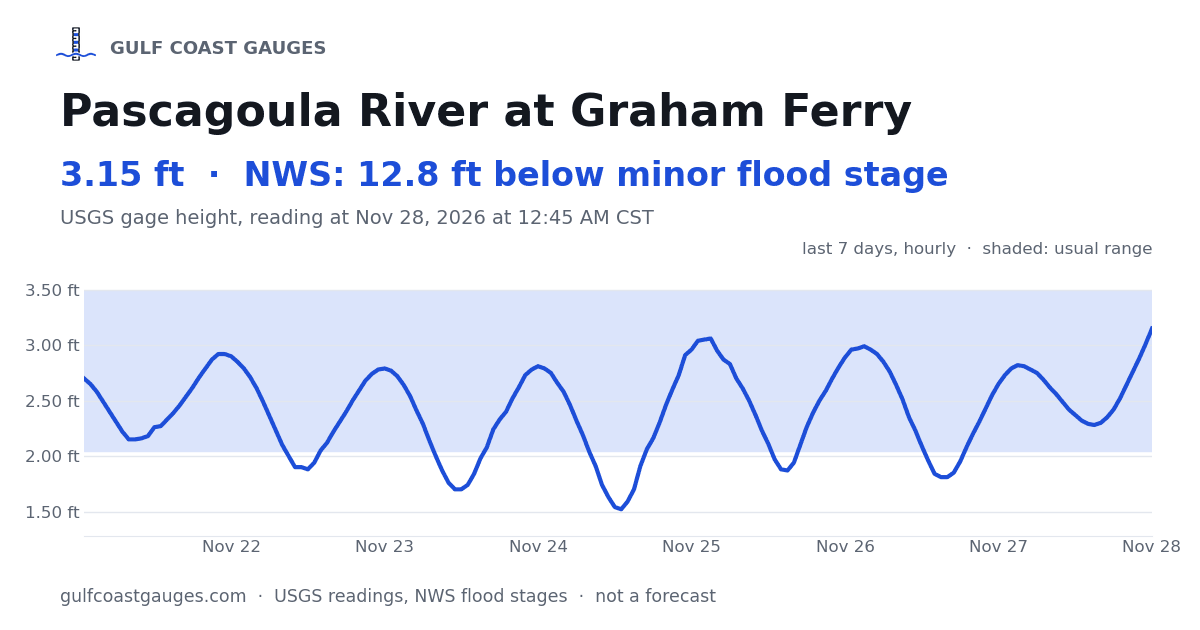 GULF COAST GAUGES
Pascagoula River at Graham Ferry
3.15 ft · NWS: 12.8 ft below minor flood stage
USGS gage height, reading at Nov 28, 2026 at 12:45 AM CST
last 7 days, hourly · shaded: usual range
3.50 ft
3.00 ft
2.50 ft
2.00 ft
1.50 ft
Nov 22 Nov 23 Nov 24 Nov 25 Nov 26 Nov 27 Nov 28
gulfcoastgauges.com · USGS readings, NWS flood stages · not a forecast